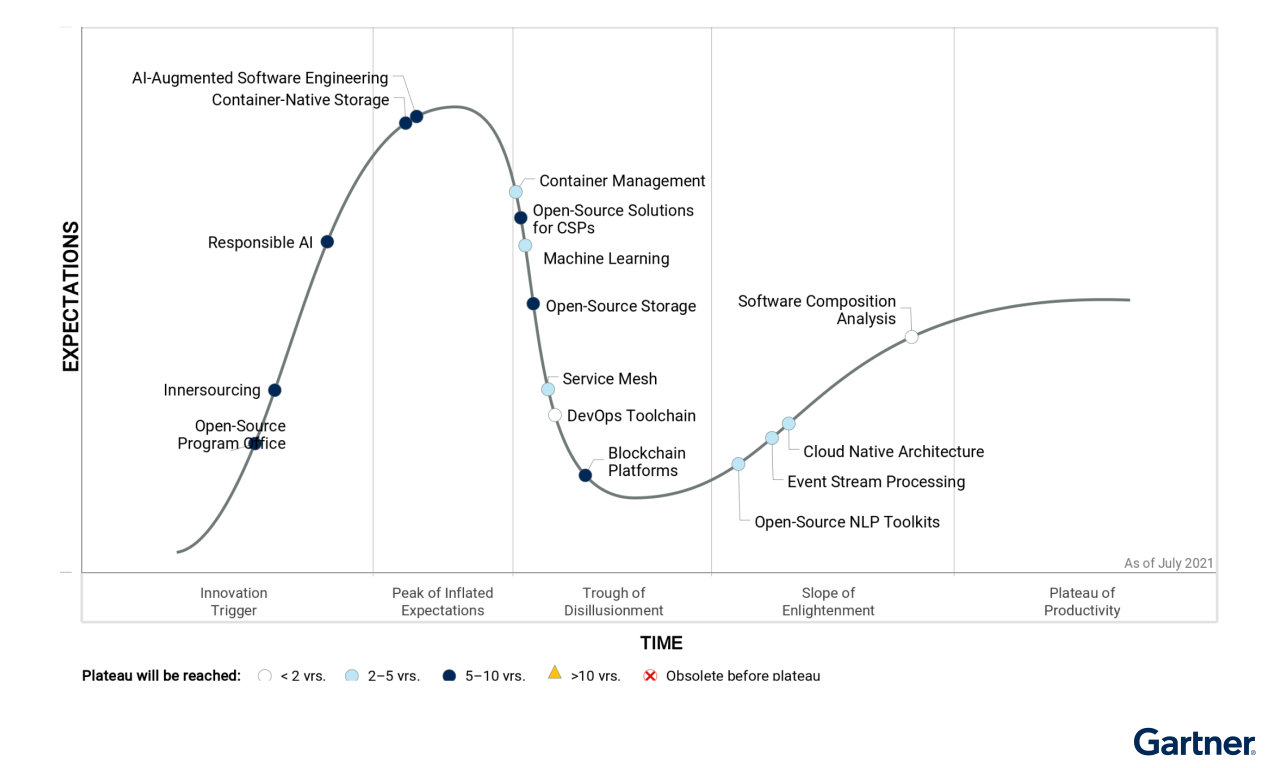 AI-Augmented Software Engineering
Container-Native Storage
Container Management
Open-Source Solutions
for CSPs
Responsible AI
Machine Learning
Open-Source Storage
Software Composition
Analysis
Service Mesh
Innersourcing
DevOps Toolchain
Open-Source
Program Office
Blockchain
Platforms
Cloud Native Architecture
Event Stream Processing
Open-Source NLP Toolkits
EXPECTATIONS
As of July 2021
Innovation
Trigger
Peak of Inflated
Expectations
Trough of
Disillusionment
Slope of
Enlightenment
Plateau of
Productivity
TIME
Plateau will be reached: < 2 yrs. 2–5 yrs. 5–10 yrs. >10 yrs. Obsolete before plateau
Gartner®